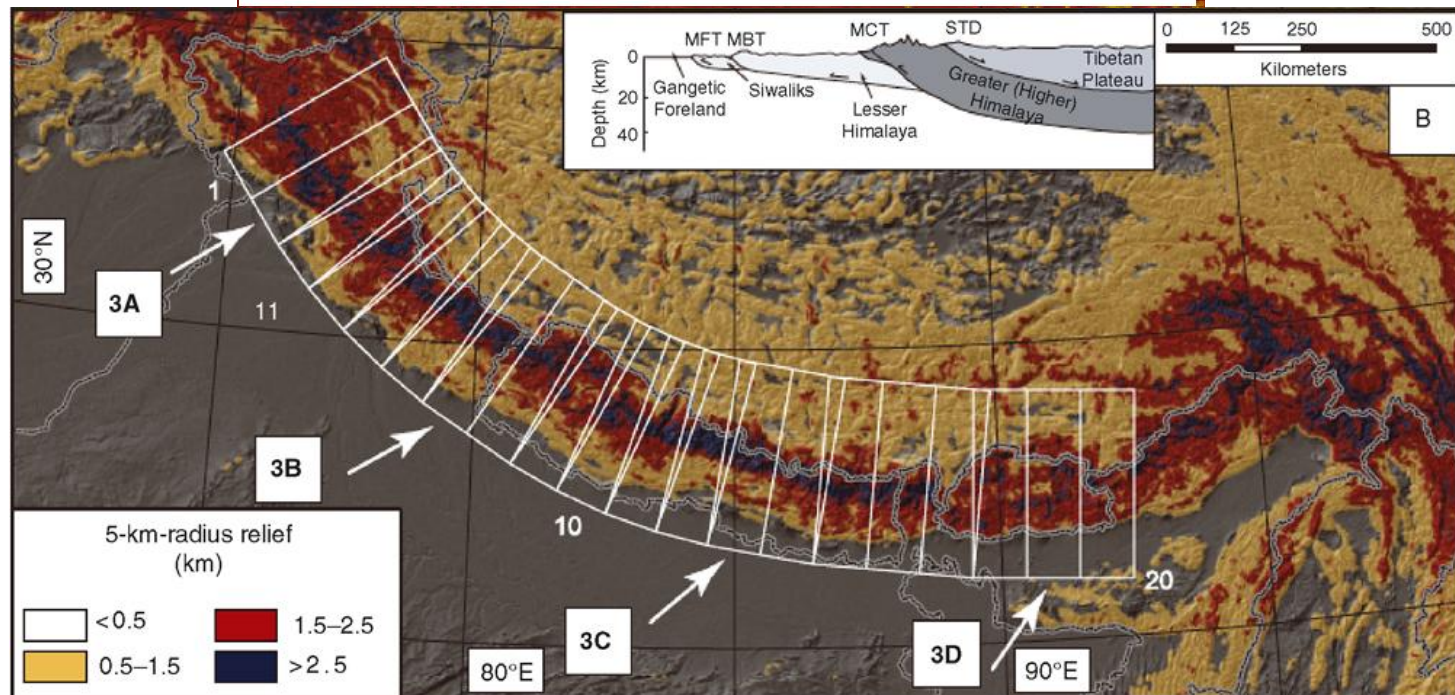 MFT MBT MCT STD
0
20
40
Depth (km)
Gangetic
Foreland
Siwaliks
Lesser
Himalaya
Greater (Higher)
Himalaya
Tibetan
Plateau
0 125 250 500
Kilometers
B
1
30°N
3A
11
3B
10
3C
3D
20
80°E
90°E
5-km-radius relief
(km)
<0.5
1.5–2.5
0.5–1.5
>2.5